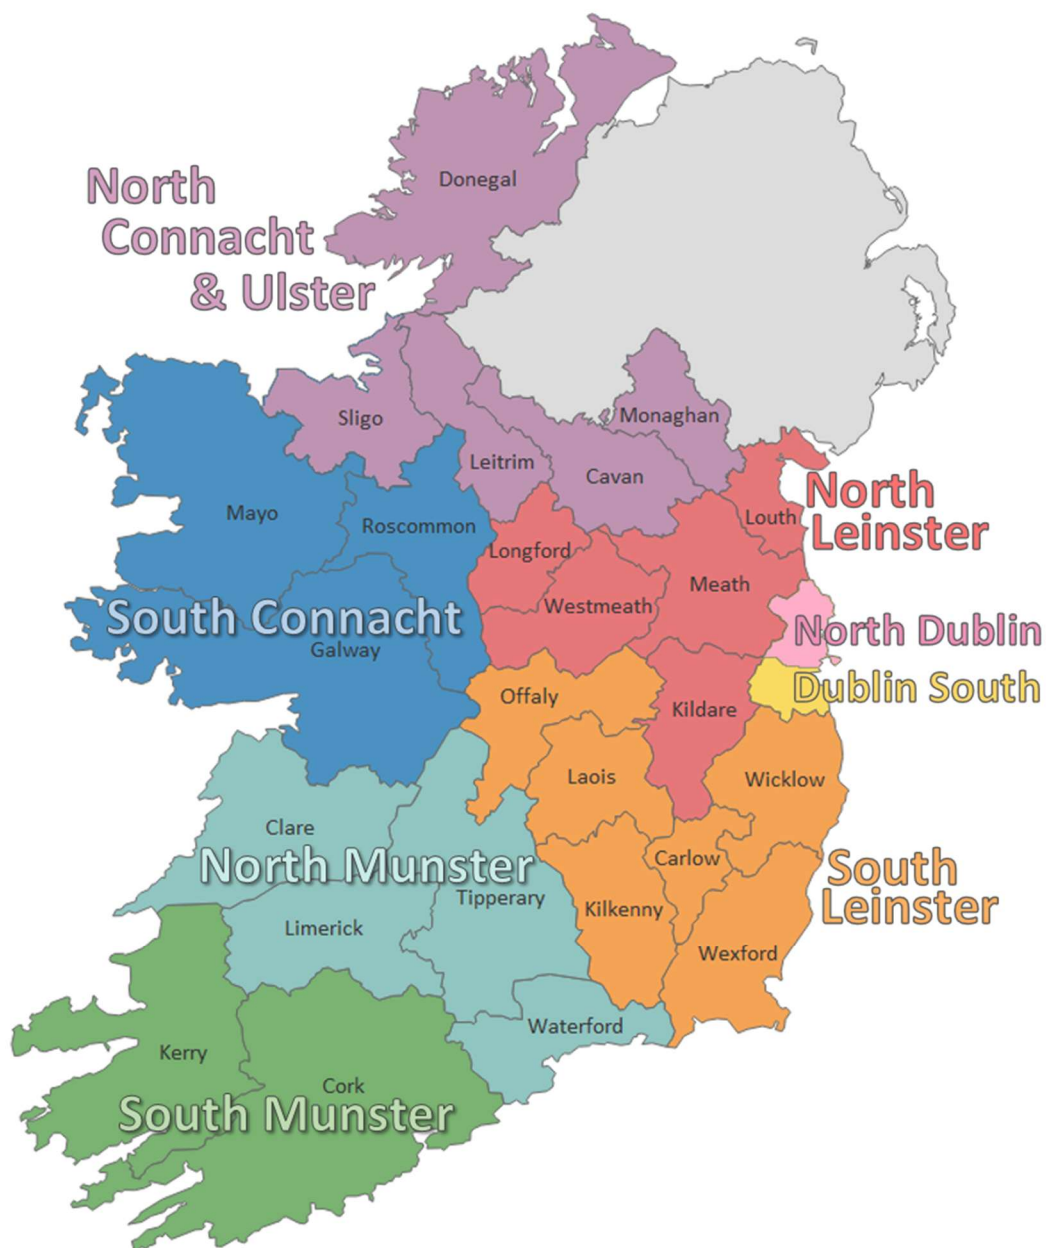 Donegal
North
Connacht
& Ulster
Monaghan
Sligo
Leitrim
Cavan
North
Leinster
Mayo
Roscommon
Louth
Longford
Meath
Westmeath
South Connacht
North Dublin
Galway
Dublin South
Offaly
Kildare
Laois
Wicklow
Clare
North Munster
Carlow
South
Leinster
Tipperary
Kilkenny
Limerick
Wexford
Waterford
Kerry
Cork
South Munster